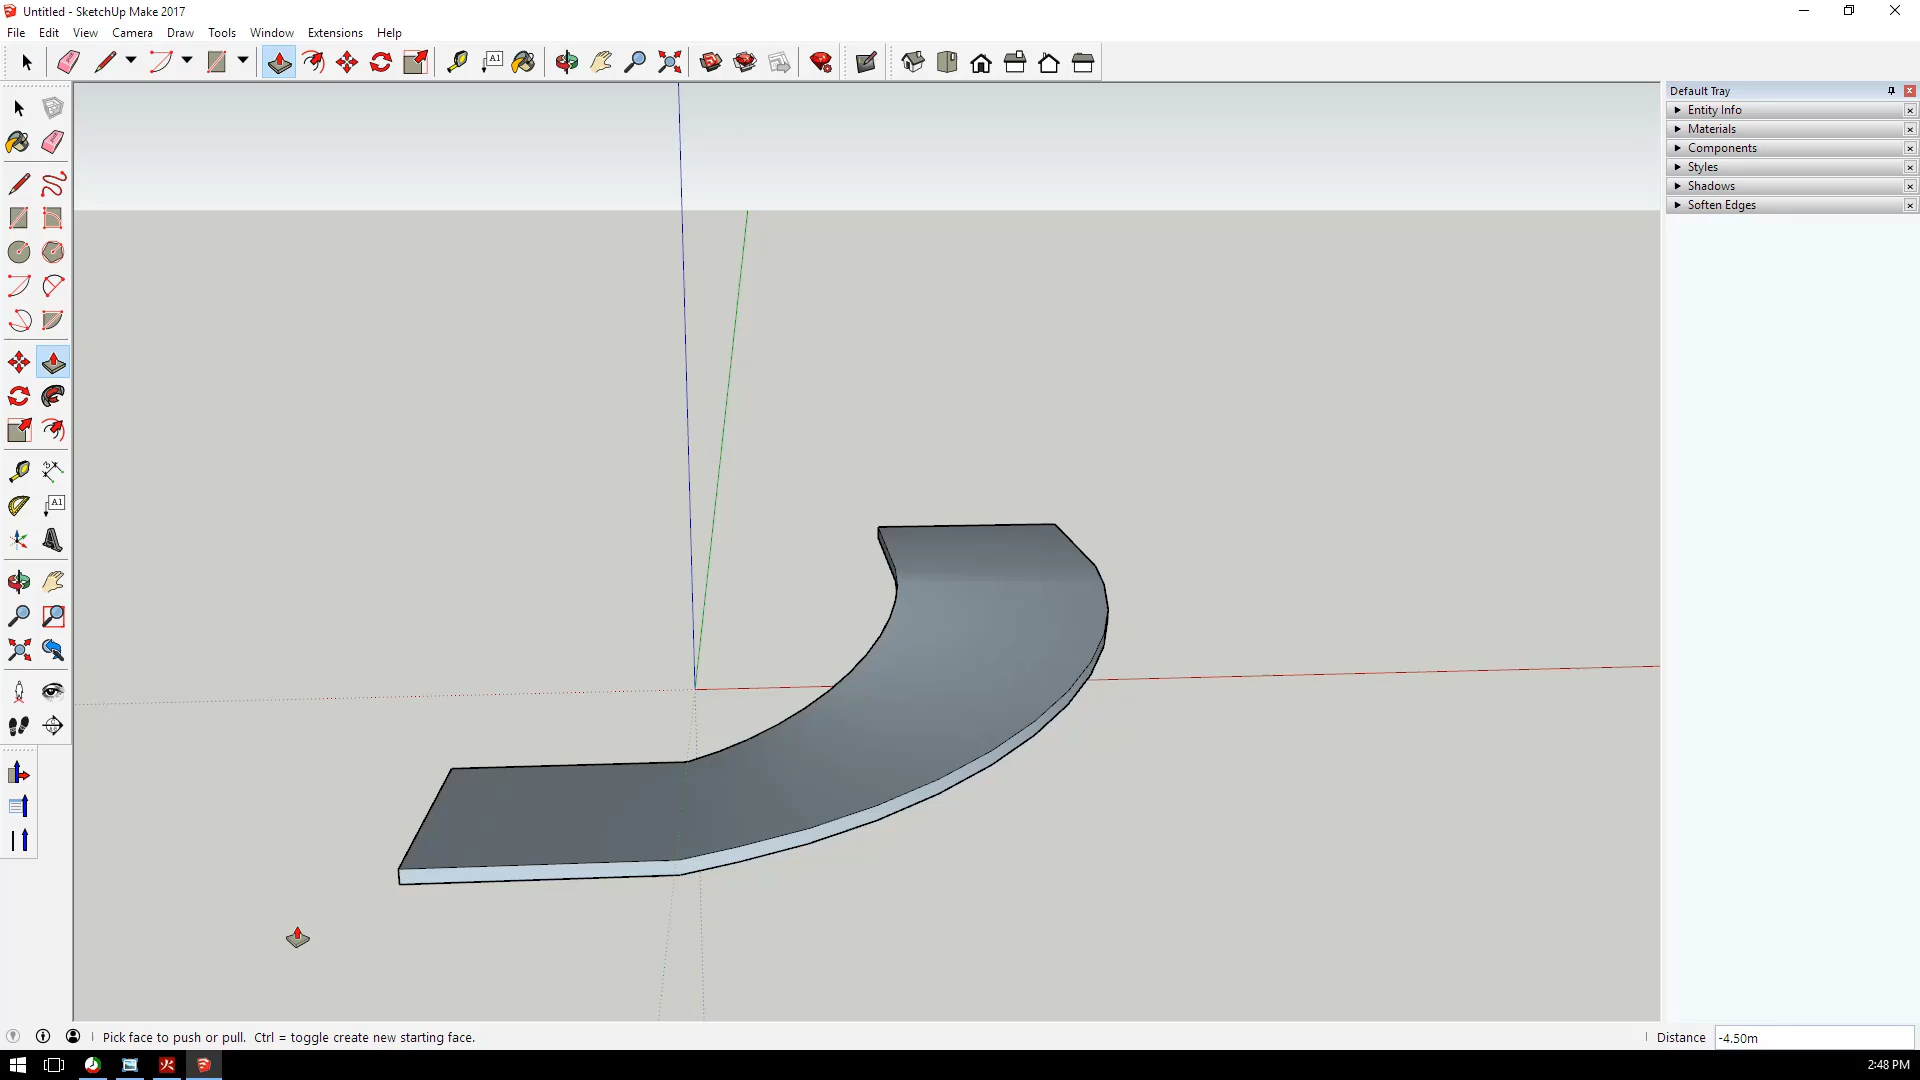 Untitled - SketchUp Make 2017
File Edit View Camera Draw Tools Window Extensions Help
A1
Default Tray
Entity Info
Materials
Components
Styles
Shadows
Soften Edges
A1
Pick face to push or pull. Ctrl = toggle create new starting face.
Distance -4.50m
2:48 PM